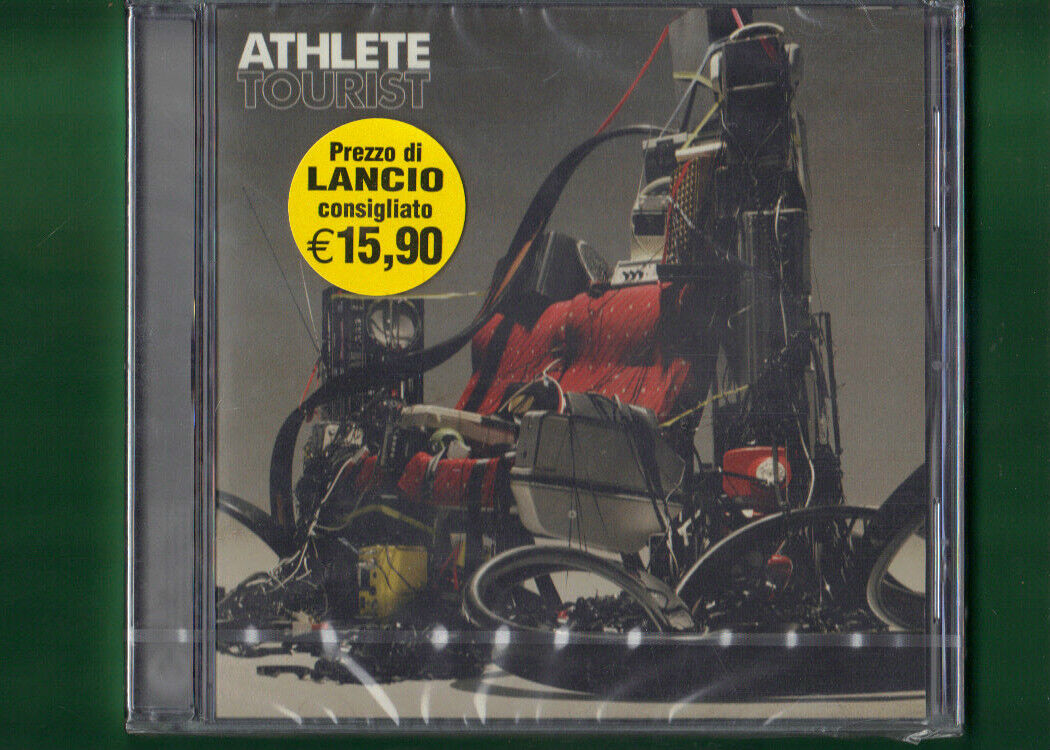 ATHLETE
TOURIST
Prezzo di
LANCIO
consigliato
€15,90